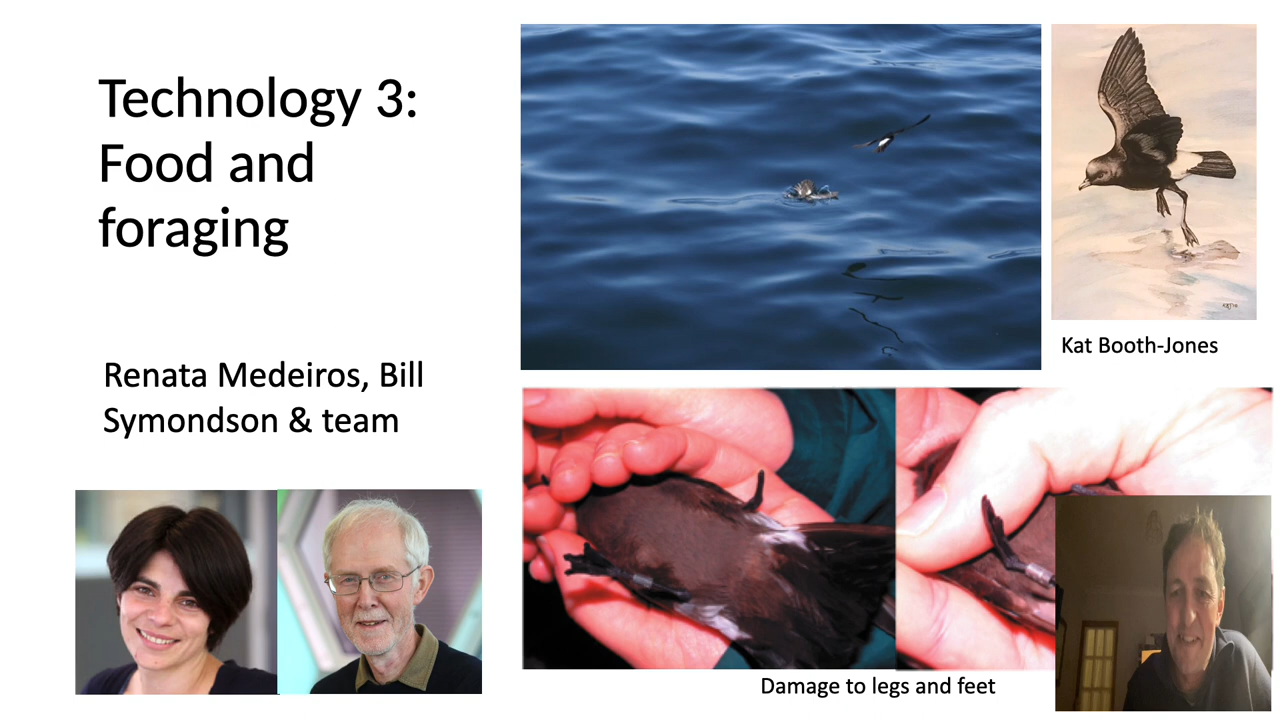 Technology 3:
Food and
foraging
Renata Medeiros, Bill
Symondson & team
Kat Booth-Jones
Damage to legs and feet